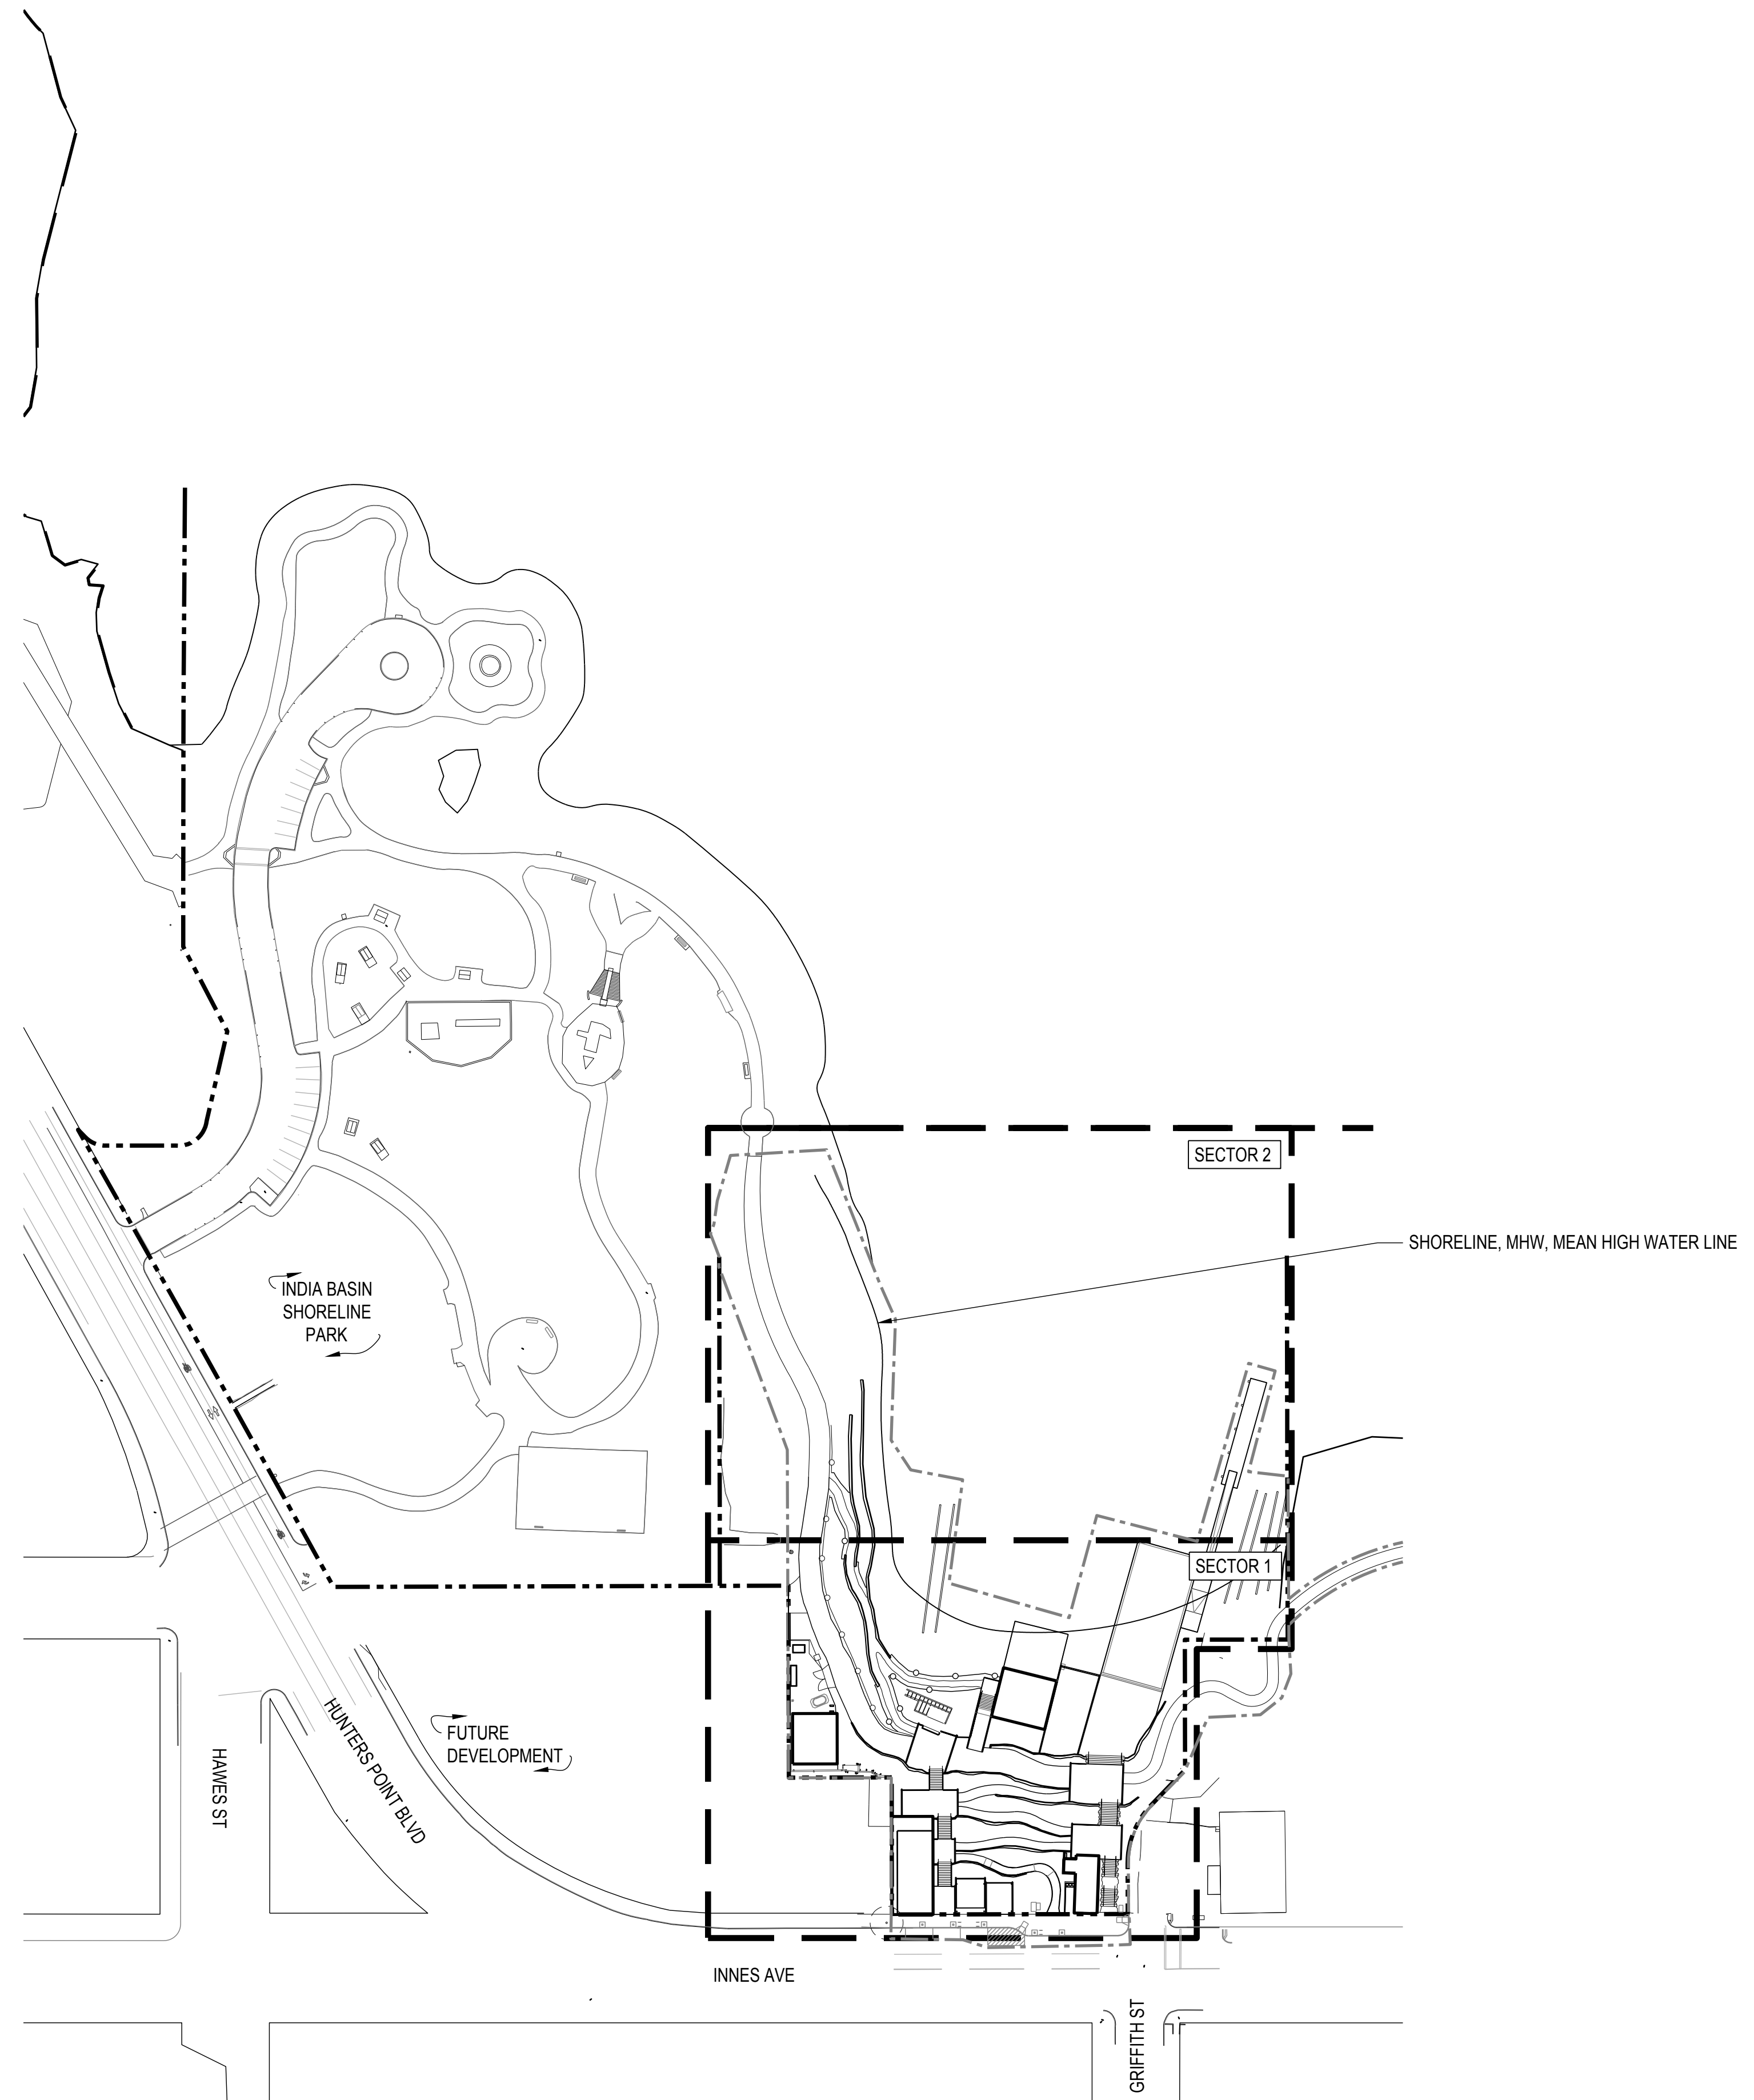 SECTOR 2
SHORELINE, MHW, MEAN HIGH WATER LINE
INDIA BASIN
SHORELINE
PARK
SECTOR 1
HUNTERS POINT BLVD
FUTURE
DEVELOPMENT
HAWES ST
INNES AVE
GRIFFITH ST